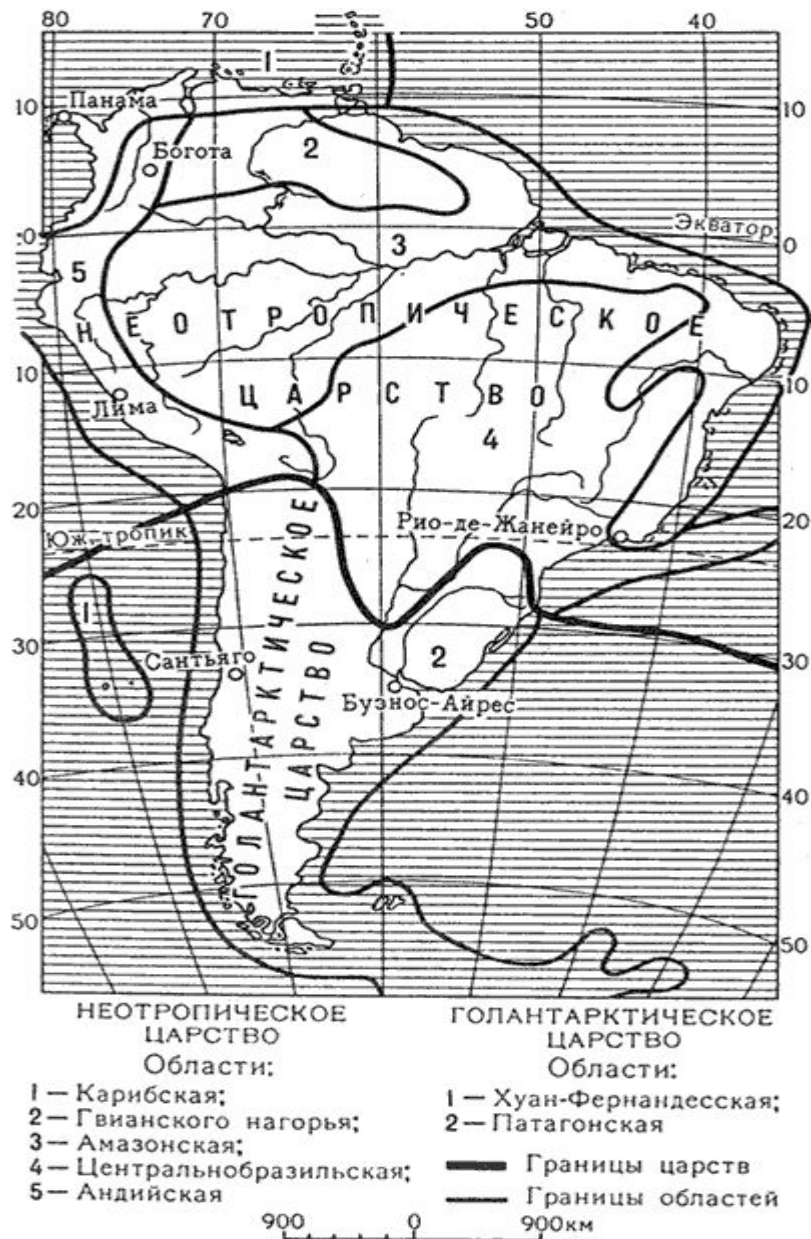 80 70 50 40
1
10 Панама 10
Богота
2
Экватор
0 3 0
5
НЕОТРОПИЧЕСКОЕ
10 10
ЦАРСТВО
Лима
4
20 20
Рио-де-Жанейро
Юж. тропик
ГОЛАНТАРКТИЧЕСКОЕ
ЦАРСТВО
1
30 30
Сантьяго
2
Буэнос-Айрес
40 40
50 50
НЕОТРОПИЧЕСКОЕ
ЦАРСТВО
Области:
1 — Карибская;
2 — Гвианского нагорья;
3 — Амазонская;
4 — Центральнобразильская;
5 — Андийская
ГОЛАНТАРКТИЧЕСКОЕ
ЦАРСТВО
Области:
1 — Хуан-Фернандесская;
2 — Патагонская
Границы царств
Границы областей
900 0 900км